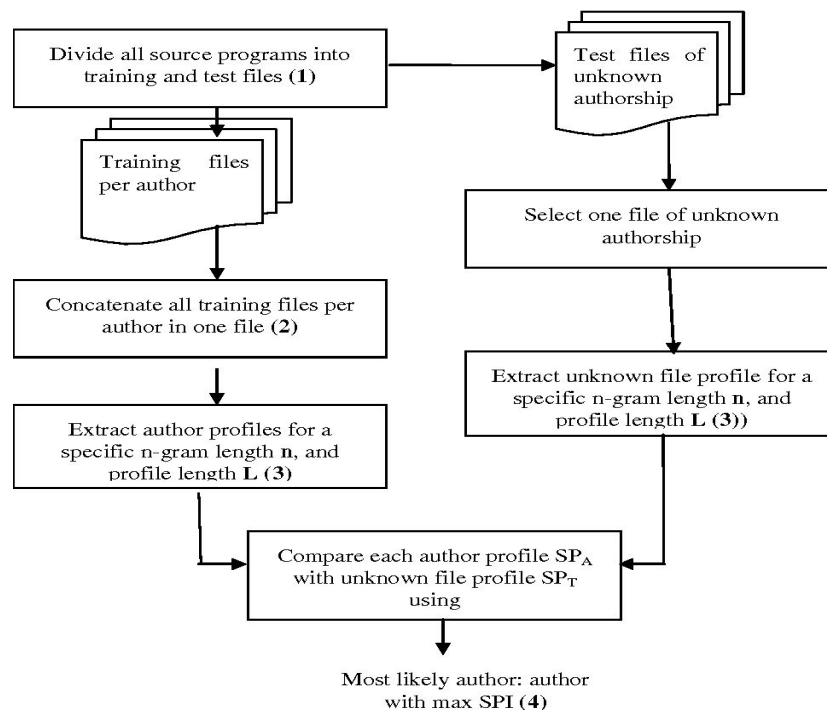 Divide all source programs into
training and test files (1)
Test files of
unknown
authorship
Training files
per author
Select one file of unknown
authorship
Concatenate all training files per
author in one file (2)
Extract unknown file profile for a
specific n-gram length n, and
profile length L (3))
Extract author profiles for a
specific n-gram length n, and
profile length L (3)
Compare each author profile SPA
with unknown file profile SPT
using
Most likely author: author
with max SPI (4)